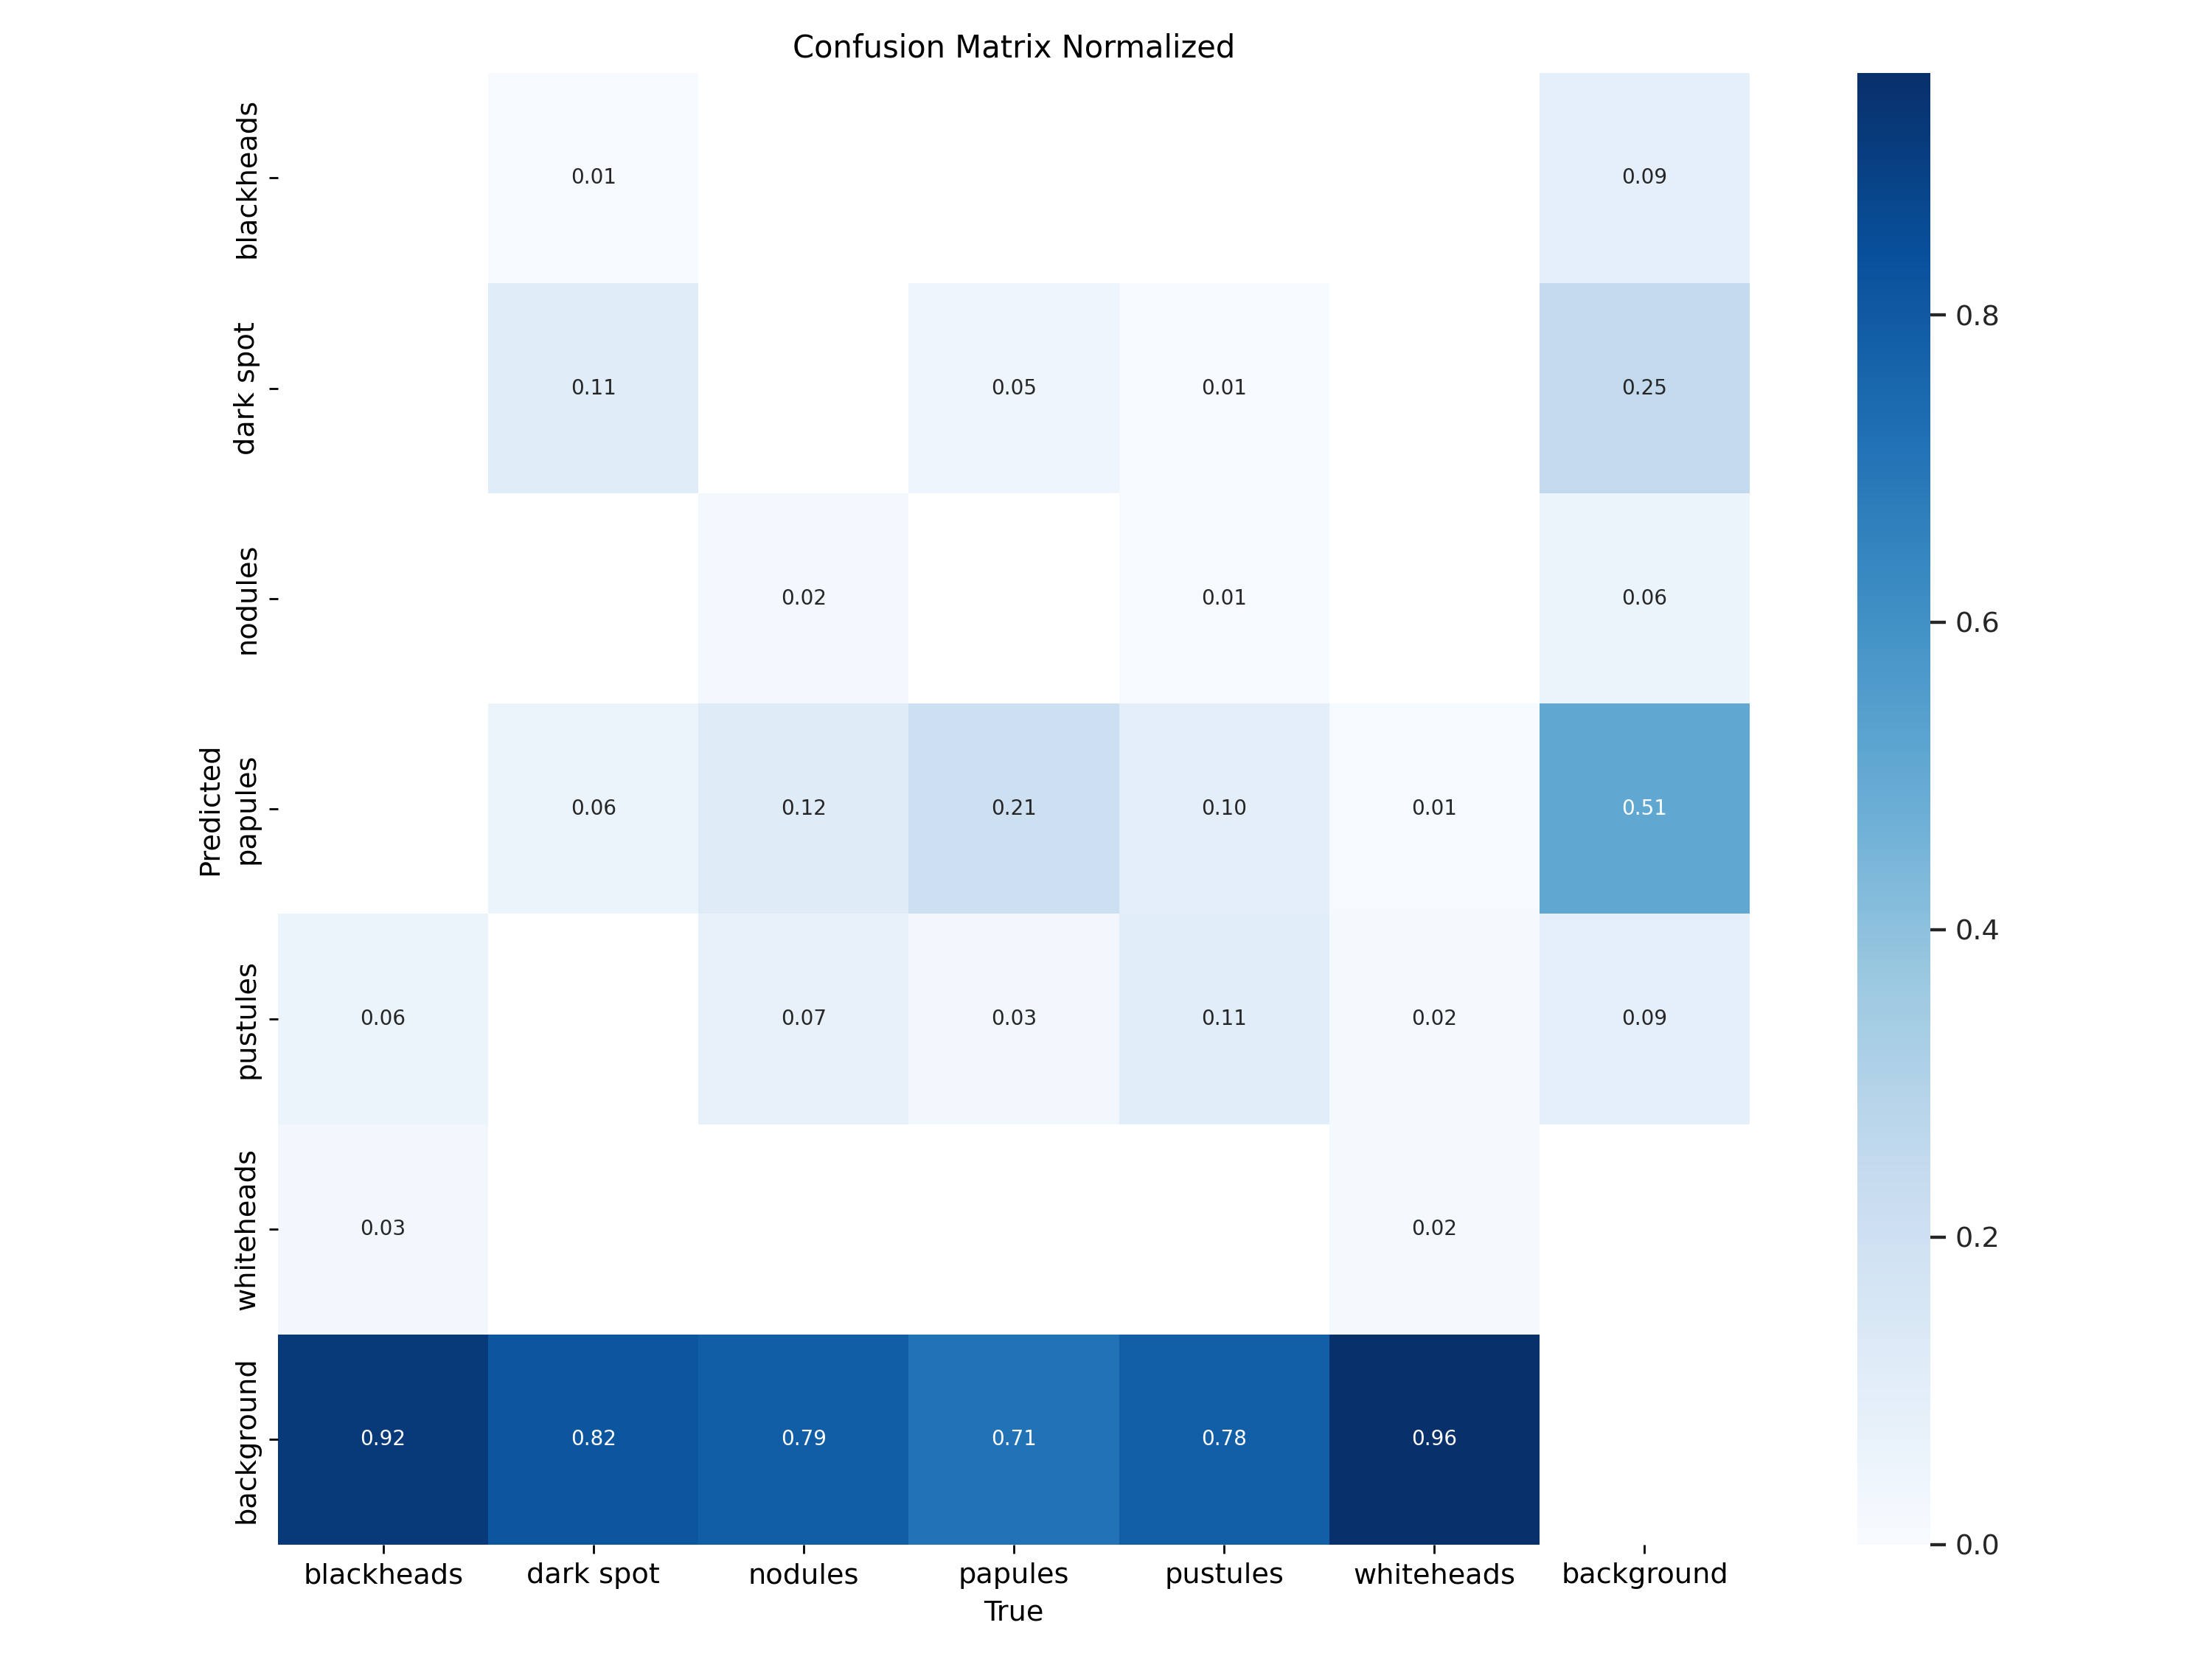 Confusion Matrix Normalized
blackheads
0.01
0.09
0.8
dark spot
0.11
0.05
0.01
0.25
nodules
0.02
0.01
0.06
0.6
Predicted
papules
0.06
0.12
0.21
0.10
0.01
0.51
0.4
pustules
0.06
0.07
0.03
0.11
0.02
0.09
whiteheads
0.03
0.02
0.2
background
0.92
0.82
0.79
0.71
0.78
0.96
0.0
blackheads
dark spot
nodules
papules
pustules
whiteheads
background
True